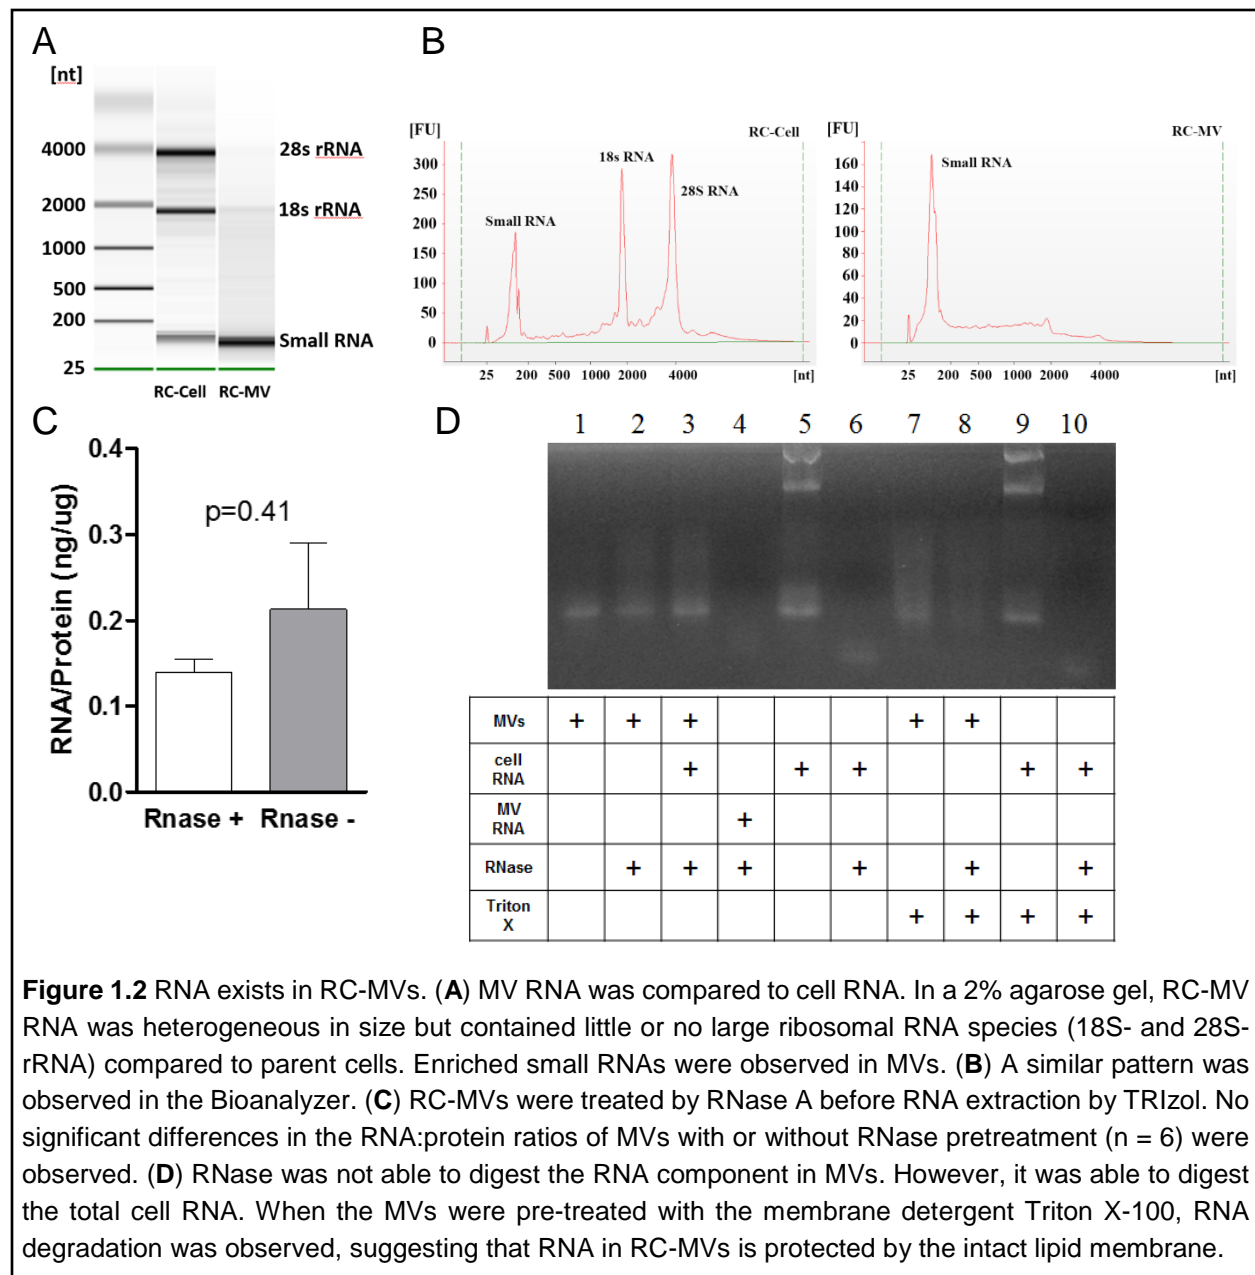 A
[nt]
4000
2000
1000
500
200
25
28s rRNA
18s rRNA
Small RNA
RC-Cell RC-MV
B
[FU]
RC-Cell
300
250
200
150
100
50
0
Small RNA
18s RNA
28S RNA
25 200 500 1000 2000 4000 [nt]
[FU]
RC-MV
160
140
120
100
80
60
40
20
0
Small RNA
25 200 500 1000 2000 4000 [nt]
C
RNA/Protein (ng/ug)
0.4
0.3
0.2
0.1
0.0
p=0.41
Rnase + Rnase -
D
1 2 3 4 5 6 7 8 9 10
MVs + + + + +
cell RNA + + + + +
MV RNA +
RNase + + + + + +
Triton X + + + +
Figure 1.2 RNA exists in RC-MVs. (A) MV RNA was compared to cell RNA. In a 2% agarose gel, RC-MV
RNA was heterogeneous in size but contained little or no large ribosomal RNA species (18S- and 28S-
rRNA) compared to parent cells. Enriched small RNAs were observed in MVs. (B) A similar pattern was
observed in the Bioanalyzer. (C) RC-MVs were treated by RNase A before RNA extraction by TRIzol. No
significant differences in the RNA:protein ratios of MVs with or without RNase pretreatment (n = 6) were
observed. (D) RNase was not able to digest the RNA component in MVs. However, it was able to digest
the total cell RNA. When the MVs were pre-treated with the membrane detergent Triton X-100, RNA
degradation was observed, suggesting that RNA in RC-MVs is protected by the intact lipid membrane.